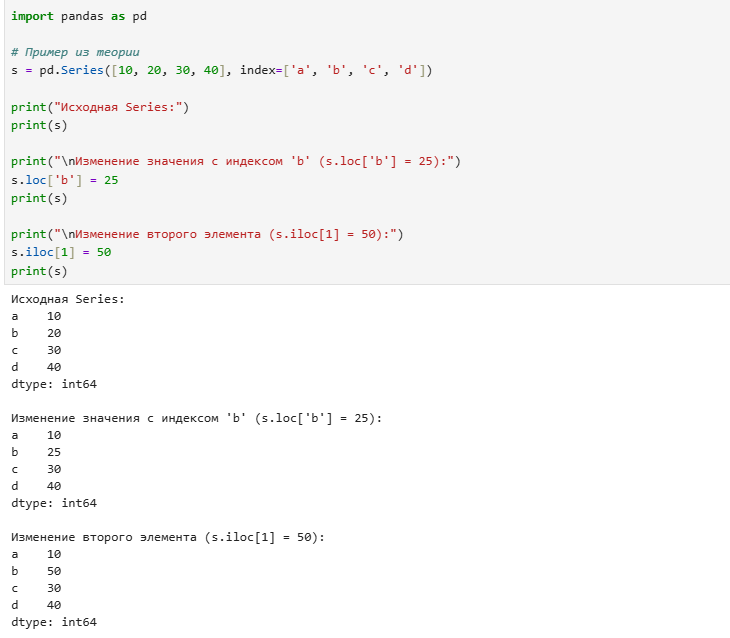 import pandas as pd
# Пример из теории
s = pd.Series([10, 20, 30, 40], index=['a', 'b', 'c', 'd'])
print("Исходная Series:")
print(s)
print("\nИзменение значения с индексом 'b' (s.loc['b'] = 25):")
s.loc['b'] = 25
print(s)
print("\nИзменение второго элемента (s.iloc[1] = 50):")
s.iloc[1] = 50
print(s)
Исходная Series:
a    10
b    20
c    30
d    40
dtype: int64
Изменение значения с индексом 'b' (s.loc['b'] = 25):
a    10
b    25
c    30
d    40
dtype: int64
Изменение второго элемента (s.iloc[1] = 50):
a    10
b    50
c    30
d    40
dtype: int64